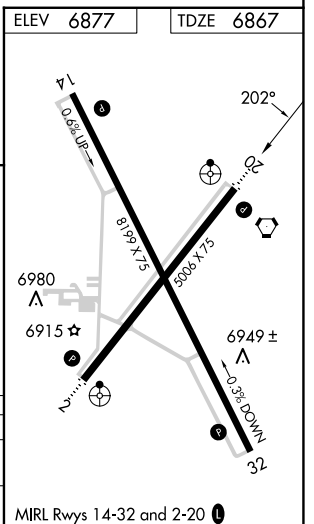 ELEV 6877
TDZE 6867
14
P
0.6% UP
202°
20
P
8199 X 75
5006 X 75
6980
6915
6949 ±
P
P
0.3% DOWN
2
32
MIRL Rwys 14-32 and 2-20 L